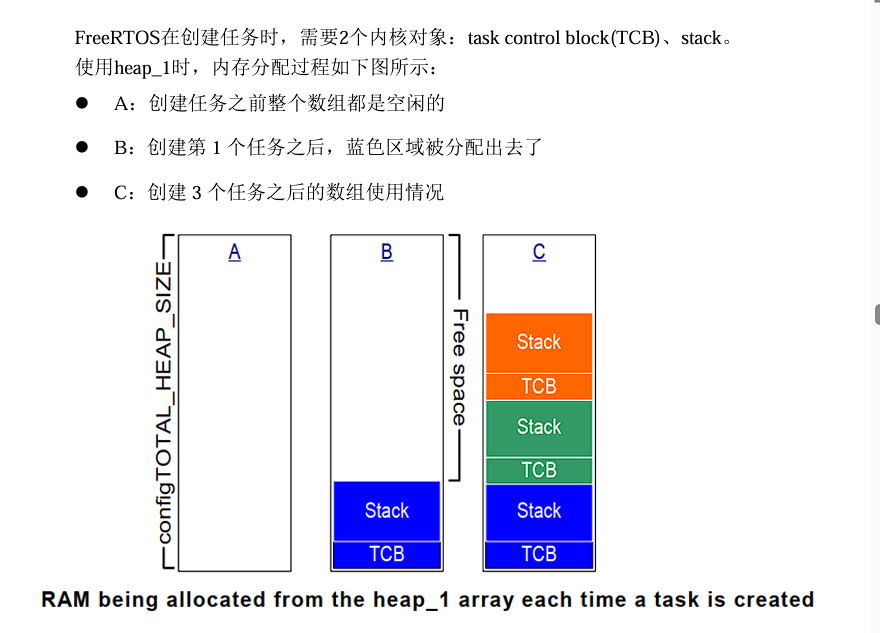 FreeRTOS在创建任务时，需要2个内核对象：task control block(TCB)、stack。
使用heap_1时，内存分配过程如下图所示：
● A：创建任务之前整个数组都是空闲的
● B：创建第 1 个任务之后，蓝色区域被分配出去了
● C：创建 3 个任务之后的数组使用情况
configTOTAL_HEAP_SIZE
A
B
Free space
C
Stack
TCB
Stack
TCB
Stack
TCB
Stack
TCB
RAM being allocated from the heap_1 array each time a task is created